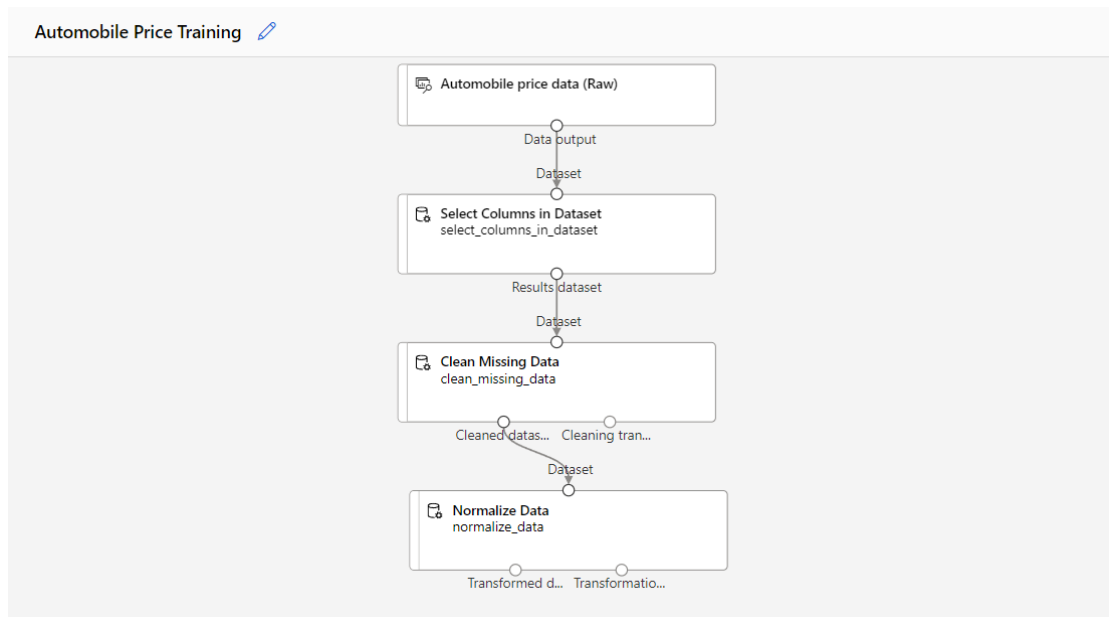 Automobile Price Training
Automobile price data (Raw)
Data output
Dataset
Select Columns in Dataset
select_columns_in_dataset
Results dataset
Dataset
Clean Missing Data
clean_missing_data
Cleaned datas... Cleaning tran...
Dataset
Normalize Data
normalize_data
Transformed d... Transformatio...